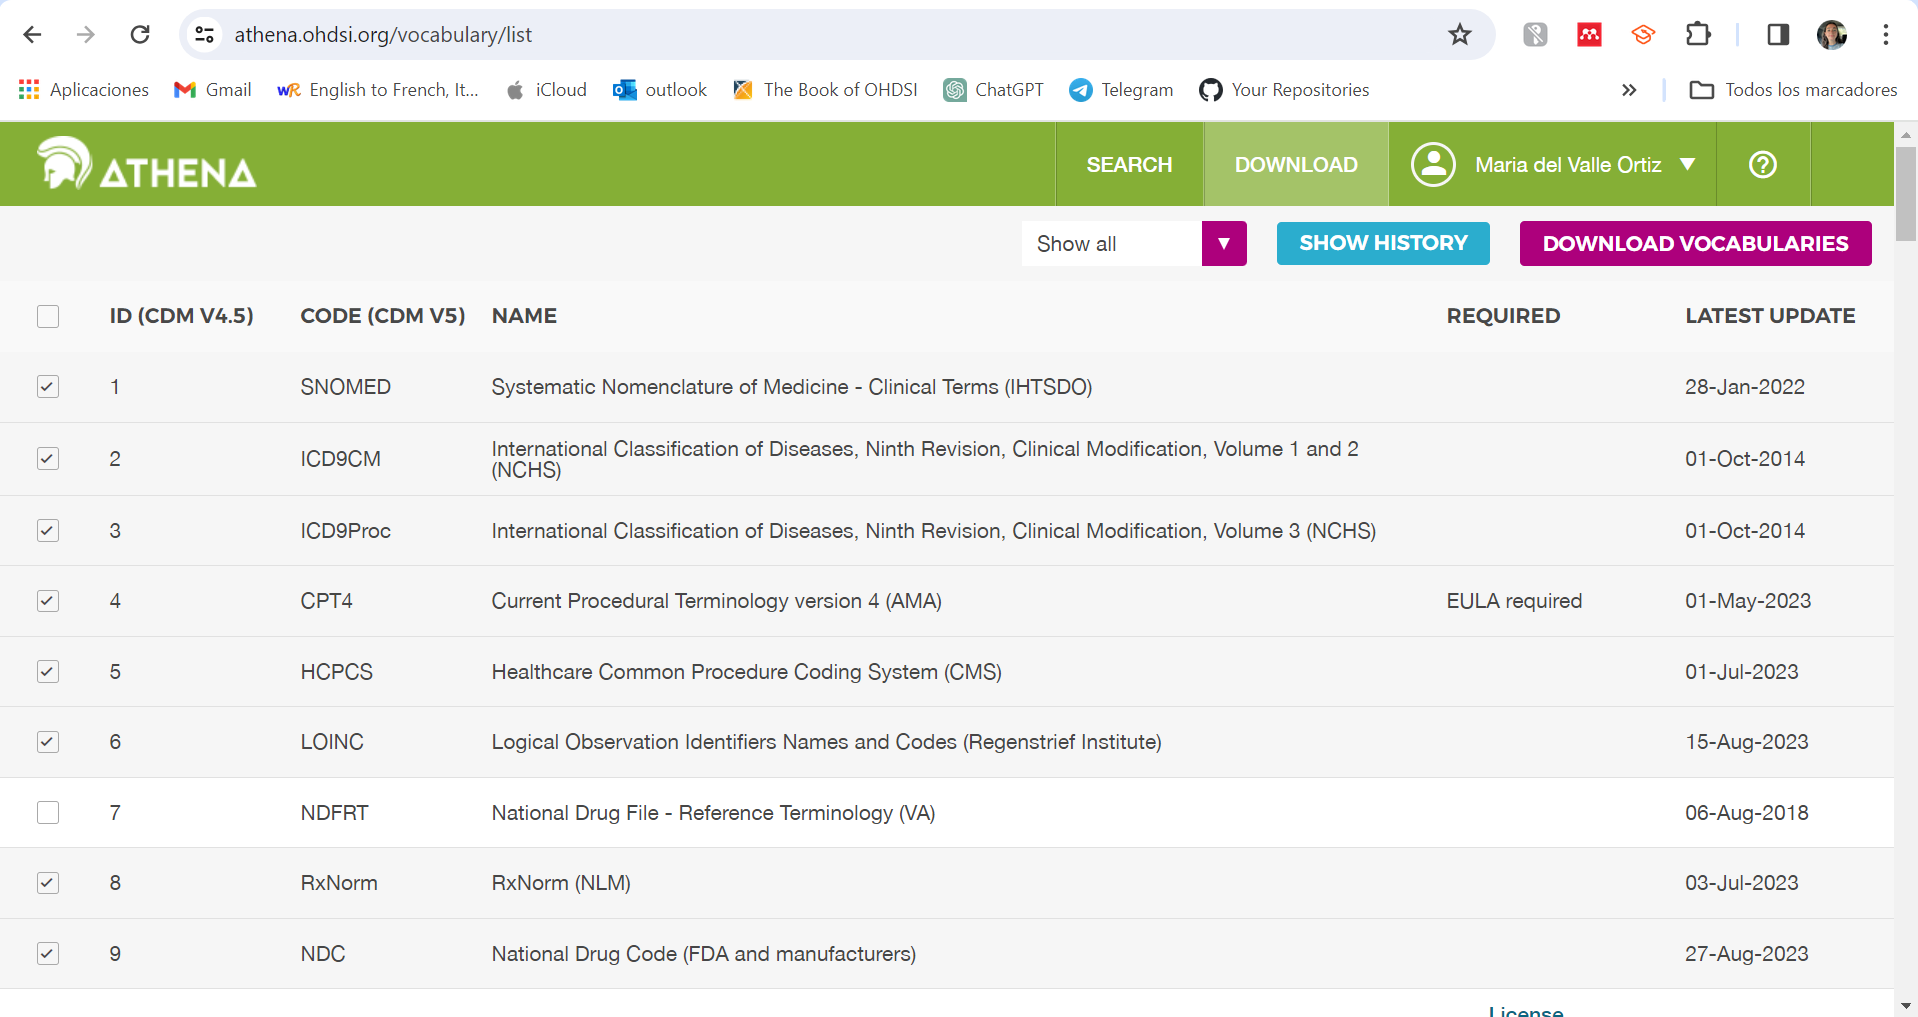 athena.ohdsi.org/vocabulary/list
Aplicaciones Gmail English to French, It... iCloud outlook The Book of OHDSI ChatGPT Telegram Your Repositories » Todos los marcadores
ATHENA SEARCH DOWNLOAD Maria del Valle Ortiz
Show all SHOW HISTORY DOWNLOAD VOCABULARIES
ID (CDM V4.5) CODE (CDM V5) NAME REQUIRED LATEST UPDATE
1 SNOMED Systematic Nomenclature of Medicine - Clinical Terms (IHTSDO) 28-Jan-2022
2 ICD9CM International Classification of Diseases, Ninth Revision, Clinical Modification, Volume 1 and 2
(NCHS) 01-Oct-2014
3 ICD9Proc International Classification of Diseases, Ninth Revision, Clinical Modification, Volume 3 (NCHS) 01-Oct-2014
4 CPT4 Current Procedural Terminology version 4 (AMA) EULA required 01-May-2023
5 HCPCS Healthcare Common Procedure Coding System (CMS) 01-Jul-2023
6 LOINC Logical Observation Identifiers Names and Codes (Regenstrief Institute) 15-Aug-2023
7 NDFRT National Drug File - Reference Terminology (VA) 06-Aug-2018
8 RxNorm RxNorm (NLM) 03-Jul-2023
9 NDC National Drug Code (FDA and manufacturers) 27-Aug-2023
License